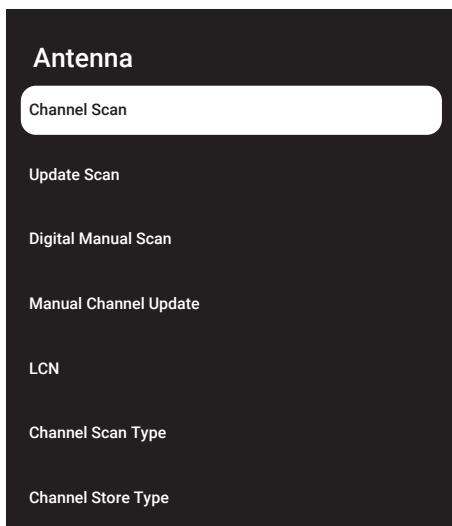 Antenna
Channel Scan
Update Scan
Digital Manual Scan
Manual Channel Update
LCN
Channel Scan Type
Channel Store Type